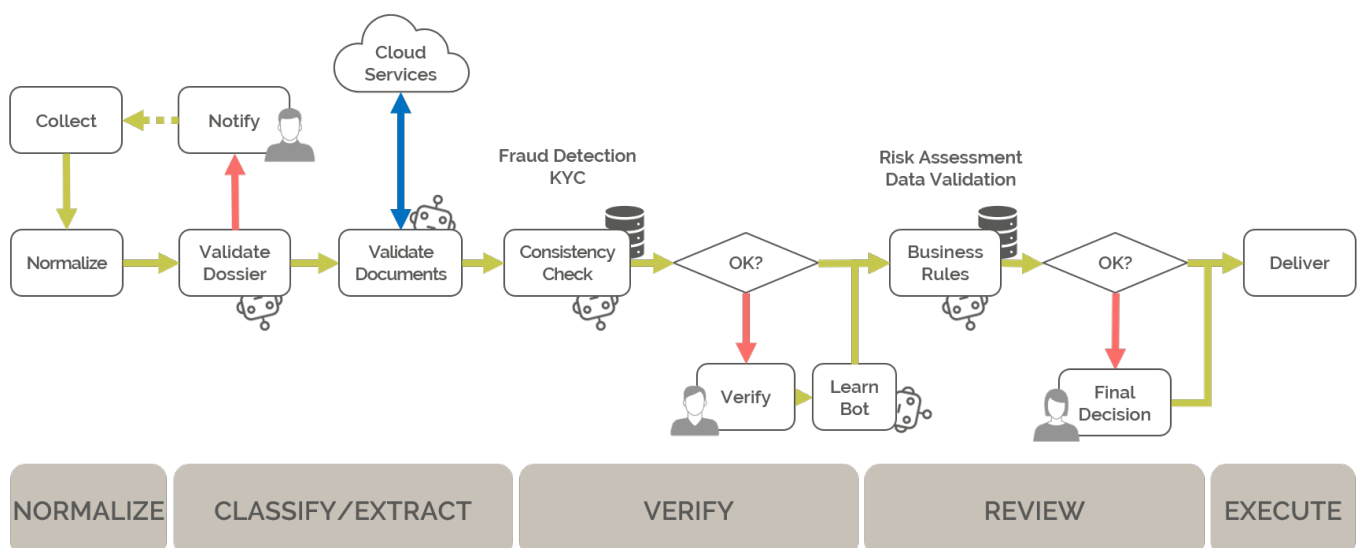 Cloud
Services
Collect
Notify
Fraud Detection
KYC
Risk Assessment
Data Validation
Normalize
Validate
Dossier
Validate
Documents
Consistency
Check
OK?
Business
Rules
OK?
Deliver
Verify
Learn
Bot
Final
Decision
NORMALIZE
CLASSIFY/EXTRACT
VERIFY
REVIEW
EXECUTE